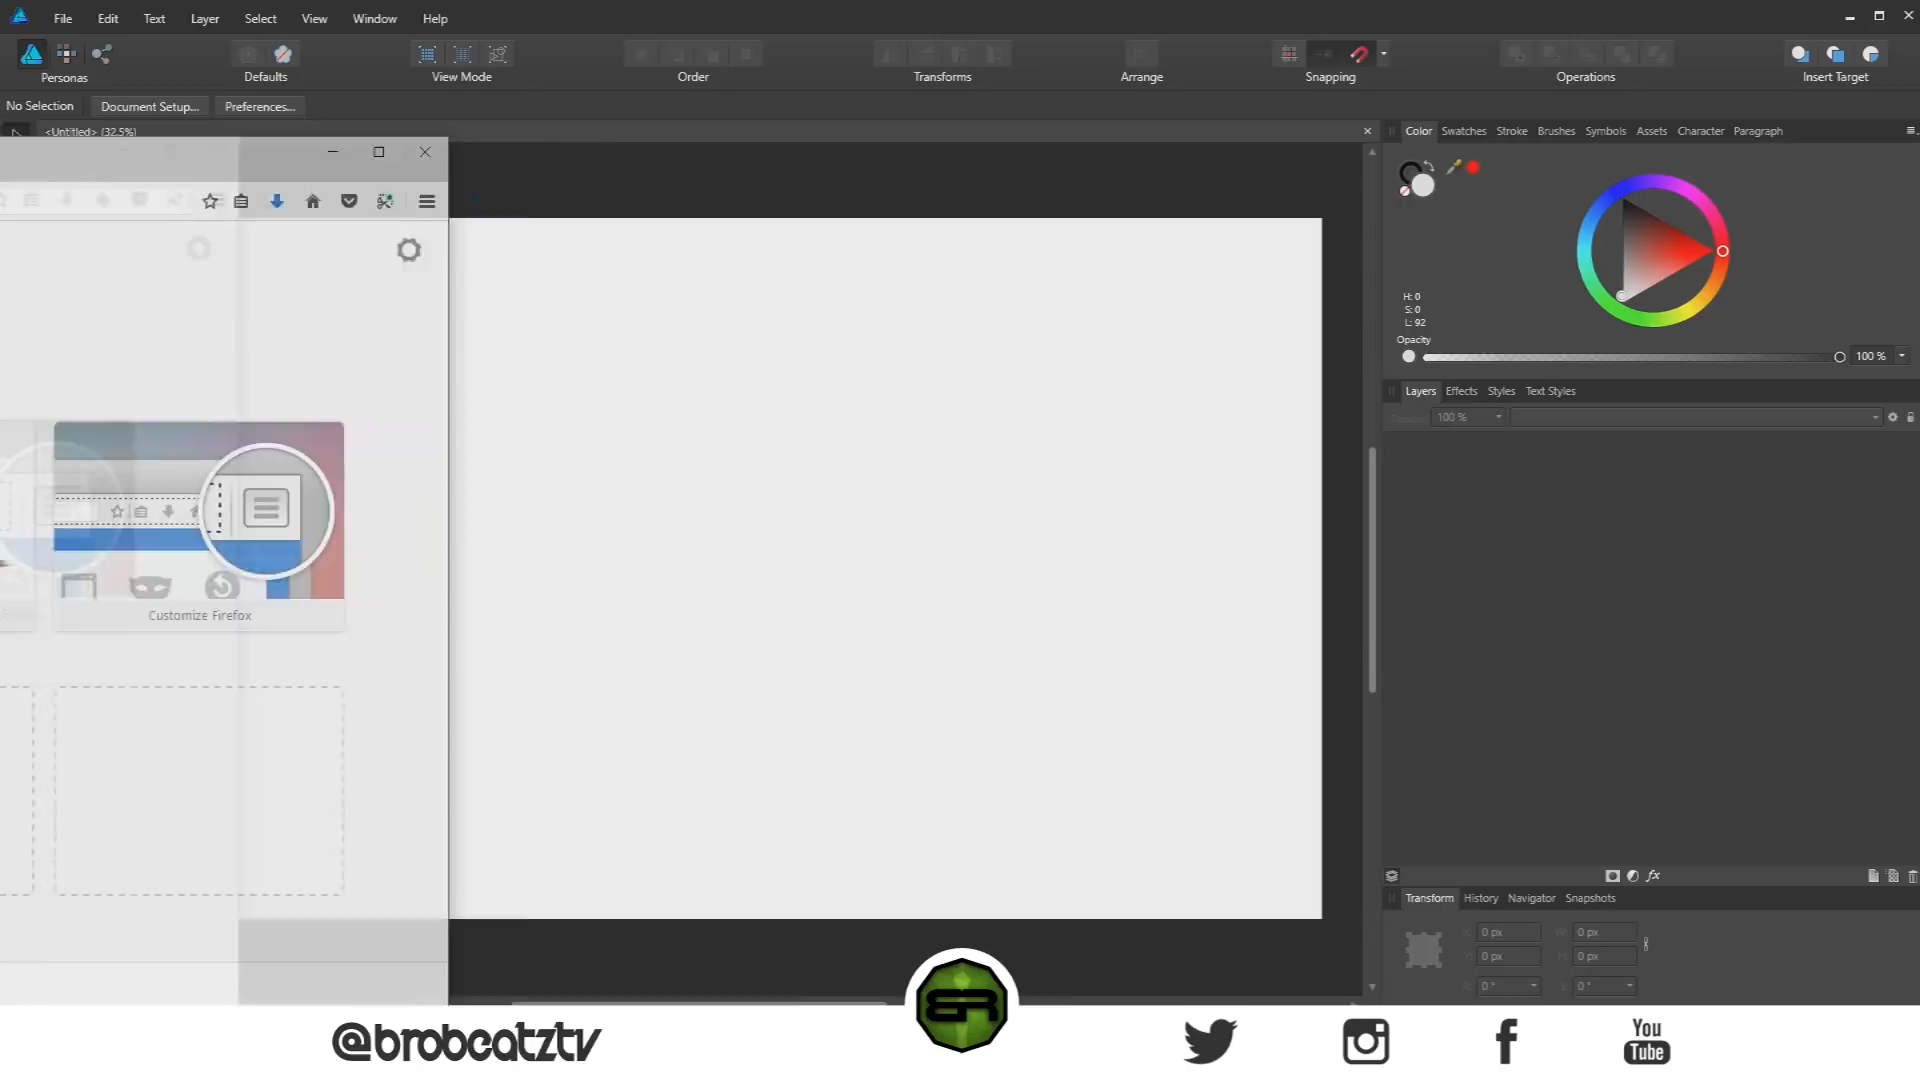 File Edit Text Layer Select View Window Help
Personas Defaults View Mode Order Transforms Arrange Snapping Operations Insert Target
No Selection Document Setup... Preferences...
<Untitled> (32.5%)
Color Swatches Stroke Brushes Symbols Assets Character Paragraph
H: 0
S: 0
L: 92
Opacity
100 %
Layers Effects Styles Text Styles
100 %
Customize Firefox
fx
Transform History Navigator Snapshots
X: 0 px W: 0 px
Y: 0 px H: 0 px
R: 0 ° S: 0 °
BR
@brobcatztv
You
Tube